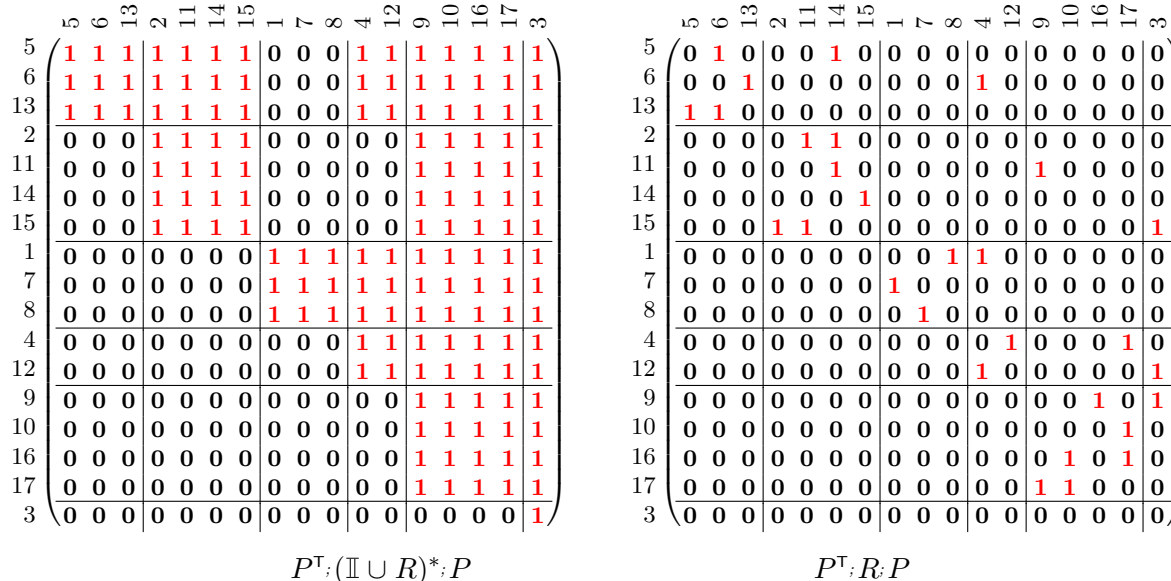 5 6 13 2 11 14 15 1 7 8 4 12 9 10 16 17 3
5 1 1 1 1 1 1 1 0 0 0 1 1 1 1 1 1 1
6 1 1 1 1 1 1 1 0 0 0 1 1 1 1 1 1 1
13 1 1 1 1 1 1 1 0 0 0 1 1 1 1 1 1 1
2 0 0 0 1 1 1 1 0 0 0 0 0 1 1 1 1 1
11 0 0 0 1 1 1 1 0 0 0 0 0 1 1 1 1 1
14 0 0 0 1 1 1 1 0 0 0 0 0 1 1 1 1 1
15 0 0 0 1 1 1 1 0 0 0 0 0 1 1 1 1 1
1 0 0 0 0 0 0 0 1 1 1 1 1 1 1 1 1 1
7 0 0 0 0 0 0 0 1 1 1 1 1 1 1 1 1 1
8 0 0 0 0 0 0 0 1 1 1 1 1 1 1 1 1 1
4 0 0 0 0 0 0 0 0 0 0 1 1 1 1 1 1 1
12 0 0 0 0 0 0 0 0 0 0 1 1 1 1 1 1 1
9 0 0 0 0 0 0 0 0 0 0 0 0 1 1 1 1 1
10 0 0 0 0 0 0 0 0 0 0 0 0 1 1 1 1 1
16 0 0 0 0 0 0 0 0 0 0 0 0 1 1 1 1 1
17 0 0 0 0 0 0 0 0 0 0 0 0 1 1 1 1 1
3 0 0 0 0 0 0 0 0 0 0 0 0 0 0 0 0 1
Pᵀ;(𝕀 ∪ R)*;P
5 6 13 2 11 14 15 1 7 8 4 12 9 10 16 17 3
5 0 1 0 0 0 1 0 0 0 0 0 0 0 0 0 0 0
6 0 0 1 0 0 0 0 0 0 0 1 0 0 0 0 0 0
13 1 1 0 0 0 0 0 0 0 0 0 0 0 0 0 0 0
2 0 0 0 0 1 1 0 0 0 0 0 0 0 0 0 0 0
11 0 0 0 0 0 1 0 0 0 0 0 0 1 0 0 0 0
14 0 0 0 0 0 0 1 0 0 0 0 0 0 0 0 0 0
15 0 0 0 1 1 0 0 0 0 0 0 0 0 0 0 0 1
1 0 0 0 0 0 0 0 0 0 1 1 0 0 0 0 0 0
7 0 0 0 0 0 0 0 1 0 0 0 0 0 0 0 0 0
8 0 0 0 0 0 0 0 0 1 0 0 0 0 0 0 0 0
4 0 0 0 0 0 0 0 0 0 0 0 1 0 0 0 1 0
12 0 0 0 0 0 0 0 0 0 0 1 0 0 0 0 0 1
9 0 0 0 0 0 0 0 0 0 0 0 0 0 0 1 0 1
10 0 0 0 0 0 0 0 0 0 0 0 0 0 0 0 1 0
16 0 0 0 0 0 0 0 0 0 0 0 0 0 1 0 1 0
17 0 0 0 0 0 0 0 0 0 0 0 0 1 1 0 0 0
3 0 0 0 0 0 0 0 0 0 0 0 0 0 0 0 0 0
Pᵀ;R;P